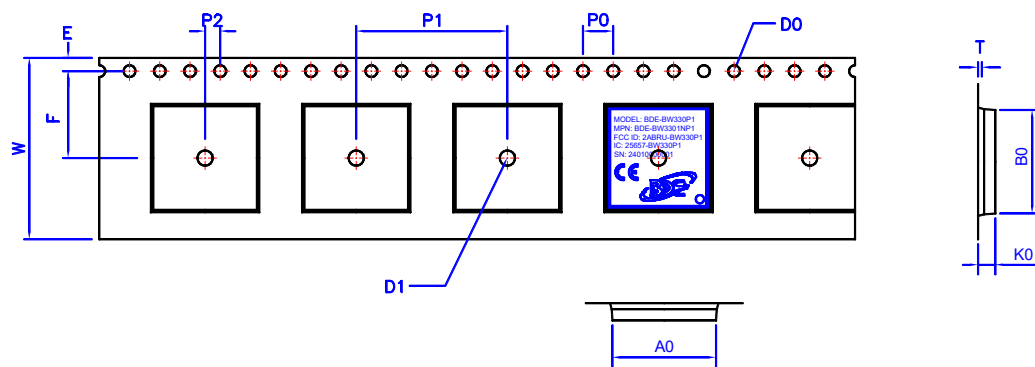 P2
P1
P0
D0
E
T
F
W
MODEL: BDE-BW330P1
MPN: BDE-BW3301NP1
FCC ID: 2ABRU-BW330P1
IC: 25657-BW330P1
CE
BDE
B0
K0
D1
A0